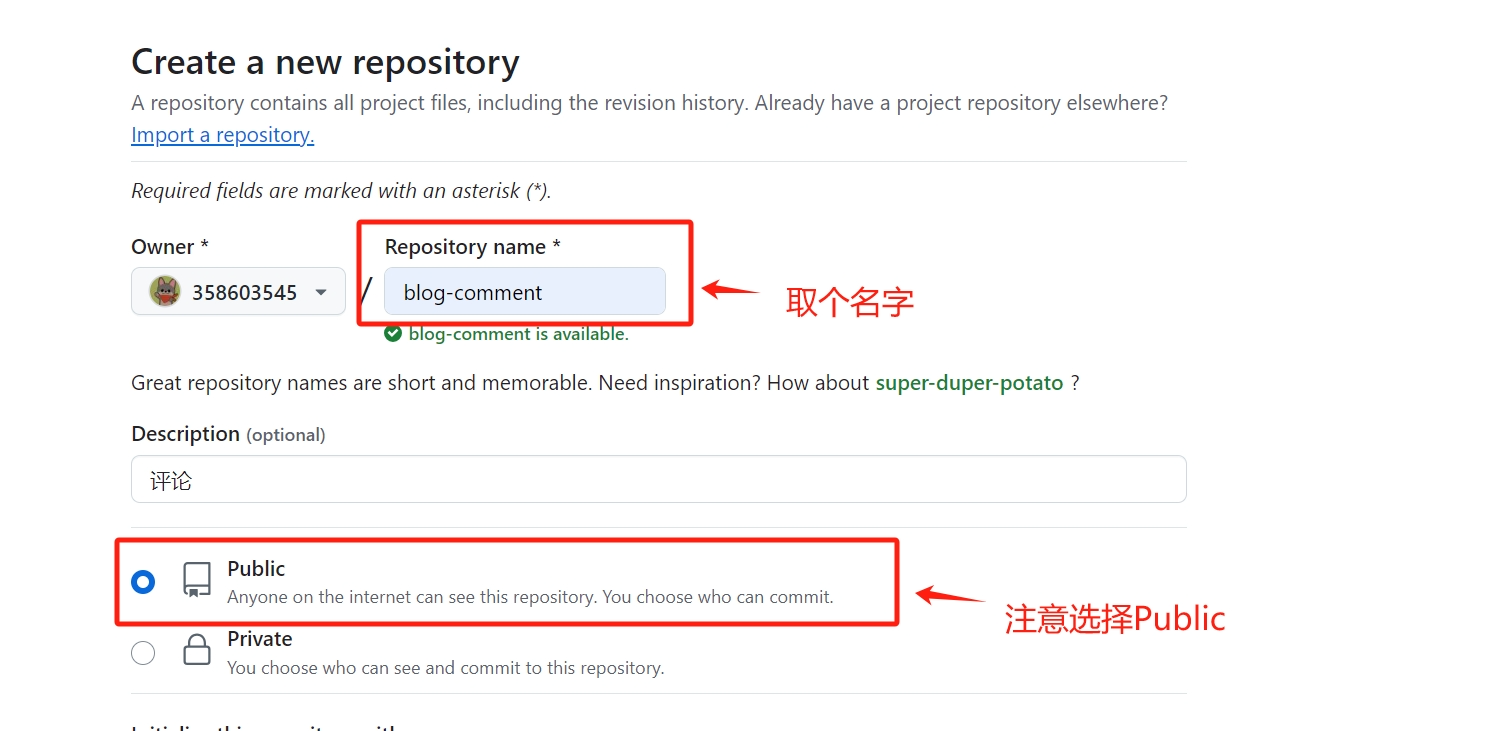 Create a new repository
A repository contains all project files, including the revision history. Already have a project repository elsewhere?
Import a repository.
Required fields are marked with an asterisk (*).
Owner *
Repository name *
358603545
/
blog-comment
取个名字
blog-comment is available.
Great repository names are short and memorable. Need inspiration? How about super-duper-potato ?
Description (optional)
评论
Public
Anyone on the internet can see this repository. You choose who can commit.
注意选择Public
Private
You choose who can see and commit to this repository.